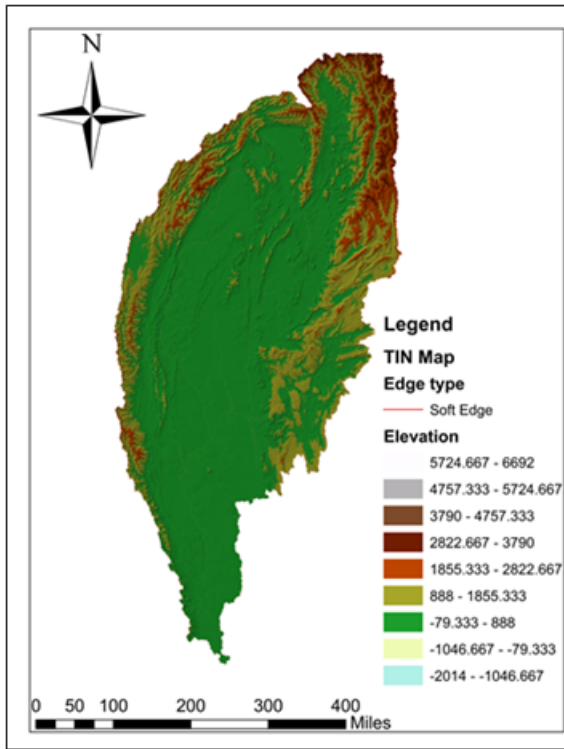 N
Legend
TIN Map
Edge type
Soft Edge
Elevation
5724.667 - 6692
4757.333 - 5724.667
3790 - 4757.333
2822.667 - 3790
1855.333 - 2822.667
888 - 1855.333
-79.333 - 888
-1046.667 - -79.333
-2014 - -1046.667
0 100 200 300 400
Miles